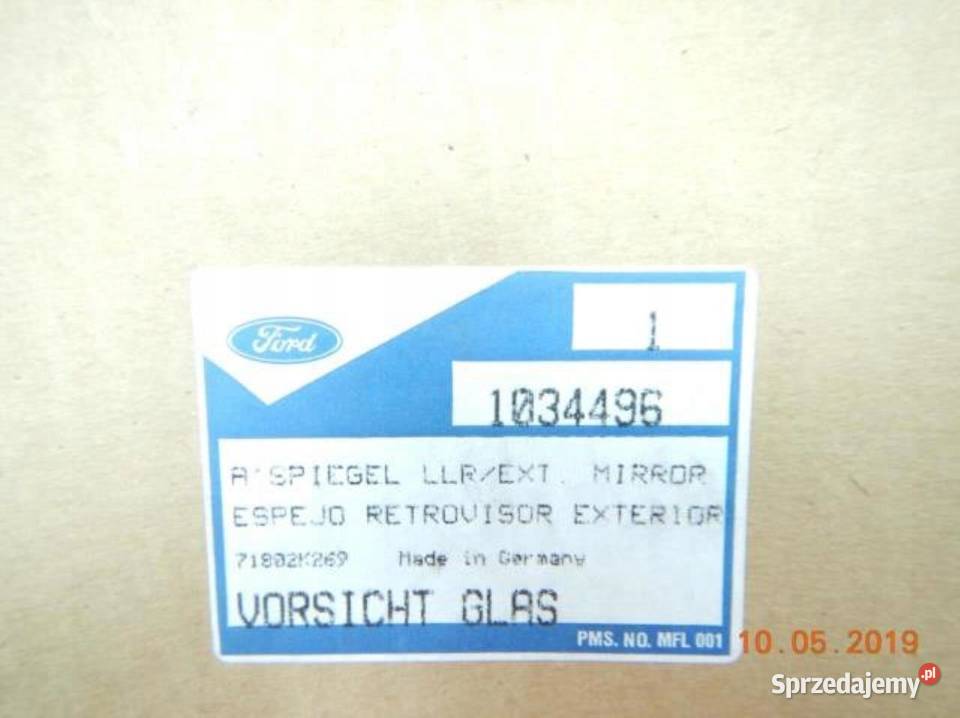 Ford
1
1034496
A'SPIEGEL LLR/EXT. MIRROR
ESPEJO RETROVISOR EXTERIOR
71802K269 Made in Germany
VORSICHT GLAS
PMS. NO. MFL 001
10.05.2019
Sprzedajemy.pl